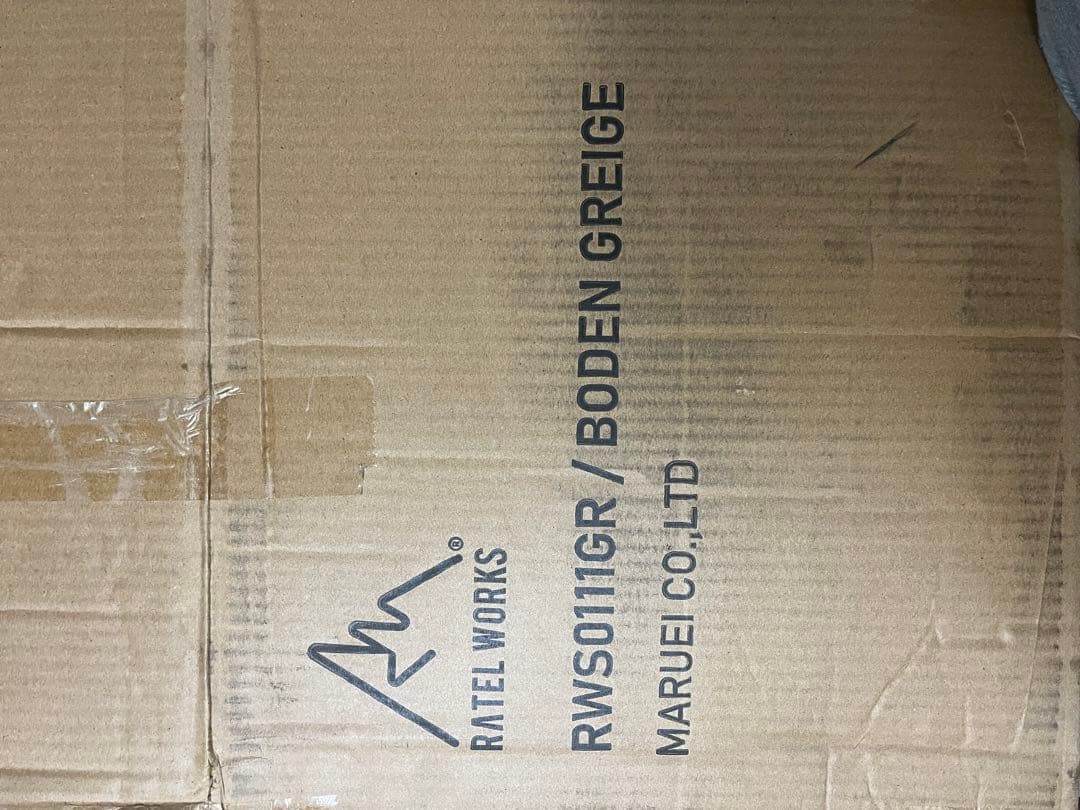 RATEL WORKS®
RWS0111GR / BODEN GREIGE
MARUEI CO.,LTD